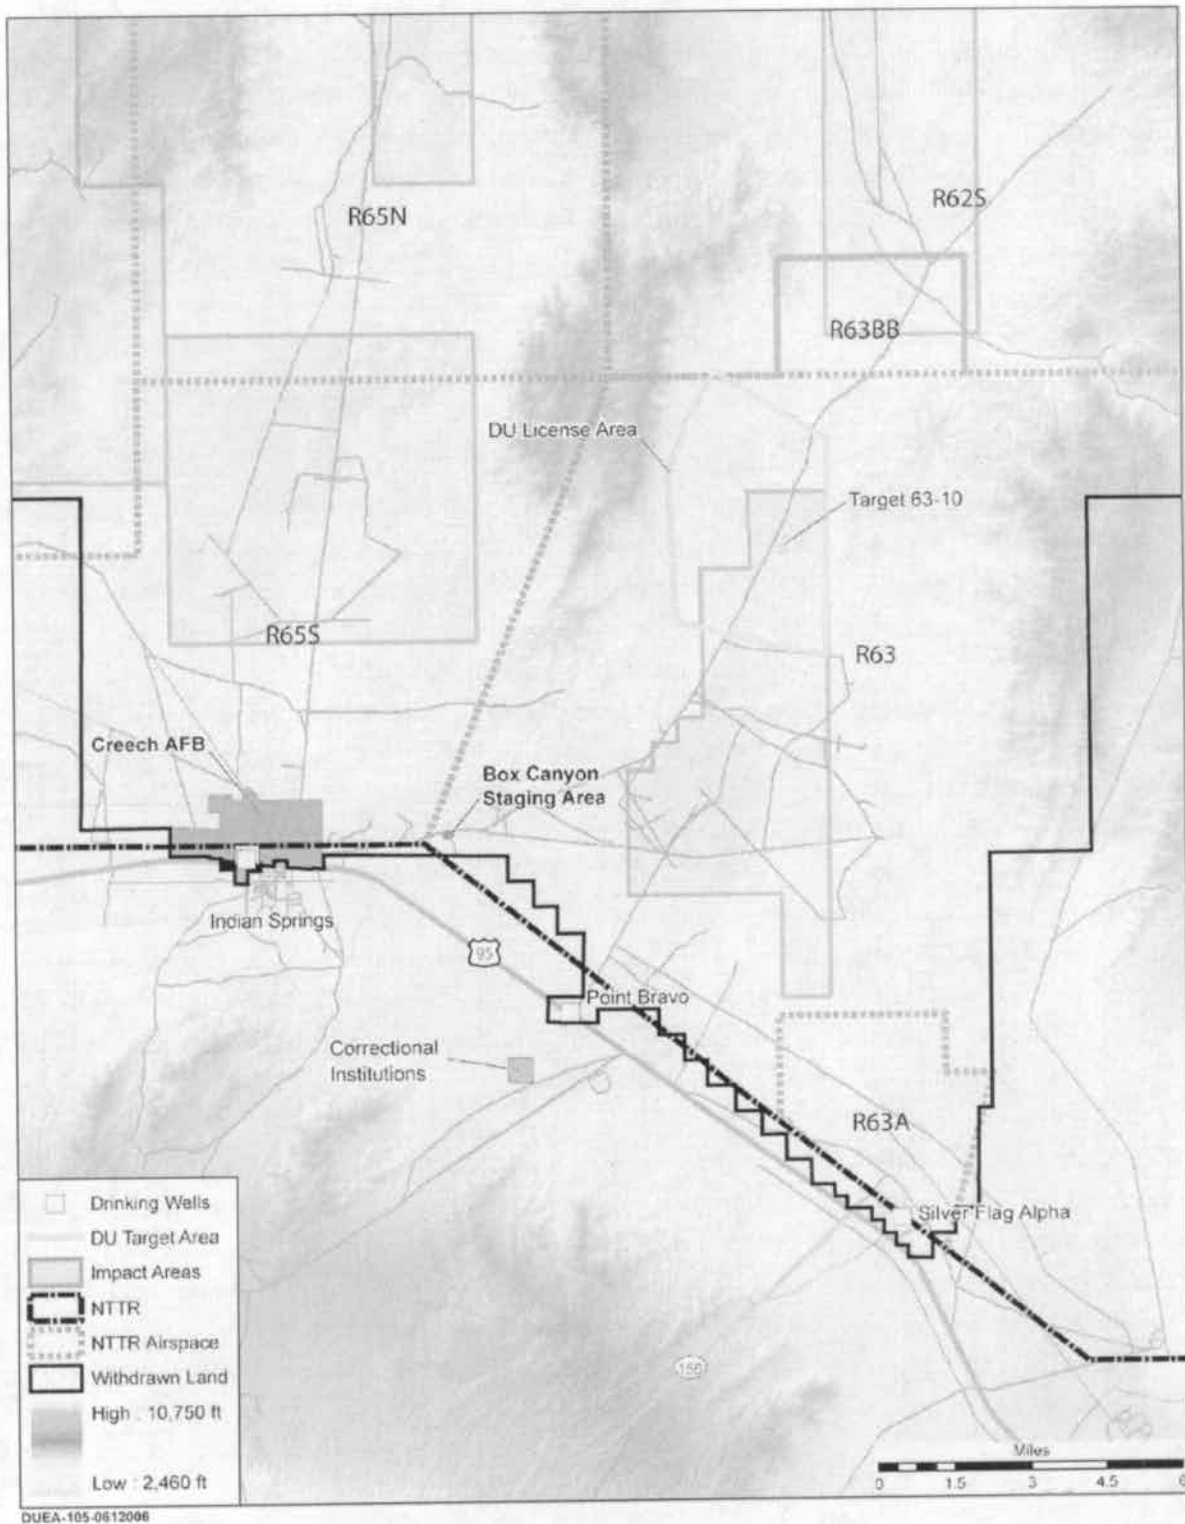 R65N
R62S
R63BB
DU License Area
Target 63-10
R65S
R63
Creech AFB
Box Canyon
Staging Area
Indian Springs
95
Point Bravo
Correctional
Institutions
R63A
Silver Flag Alpha
156
Drinking Wells
DU Target Area
Impact Areas
NTTR
NTTR Airspace
Withdrawn Land
High : 10,750 ft
Low : 2,460 ft
Miles
0 1.5 3 4.5 6
DUEA-105-0612006